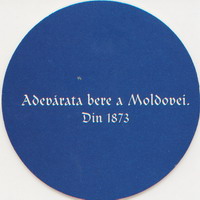 Adevărata bere a Moldovei.
Din 1873